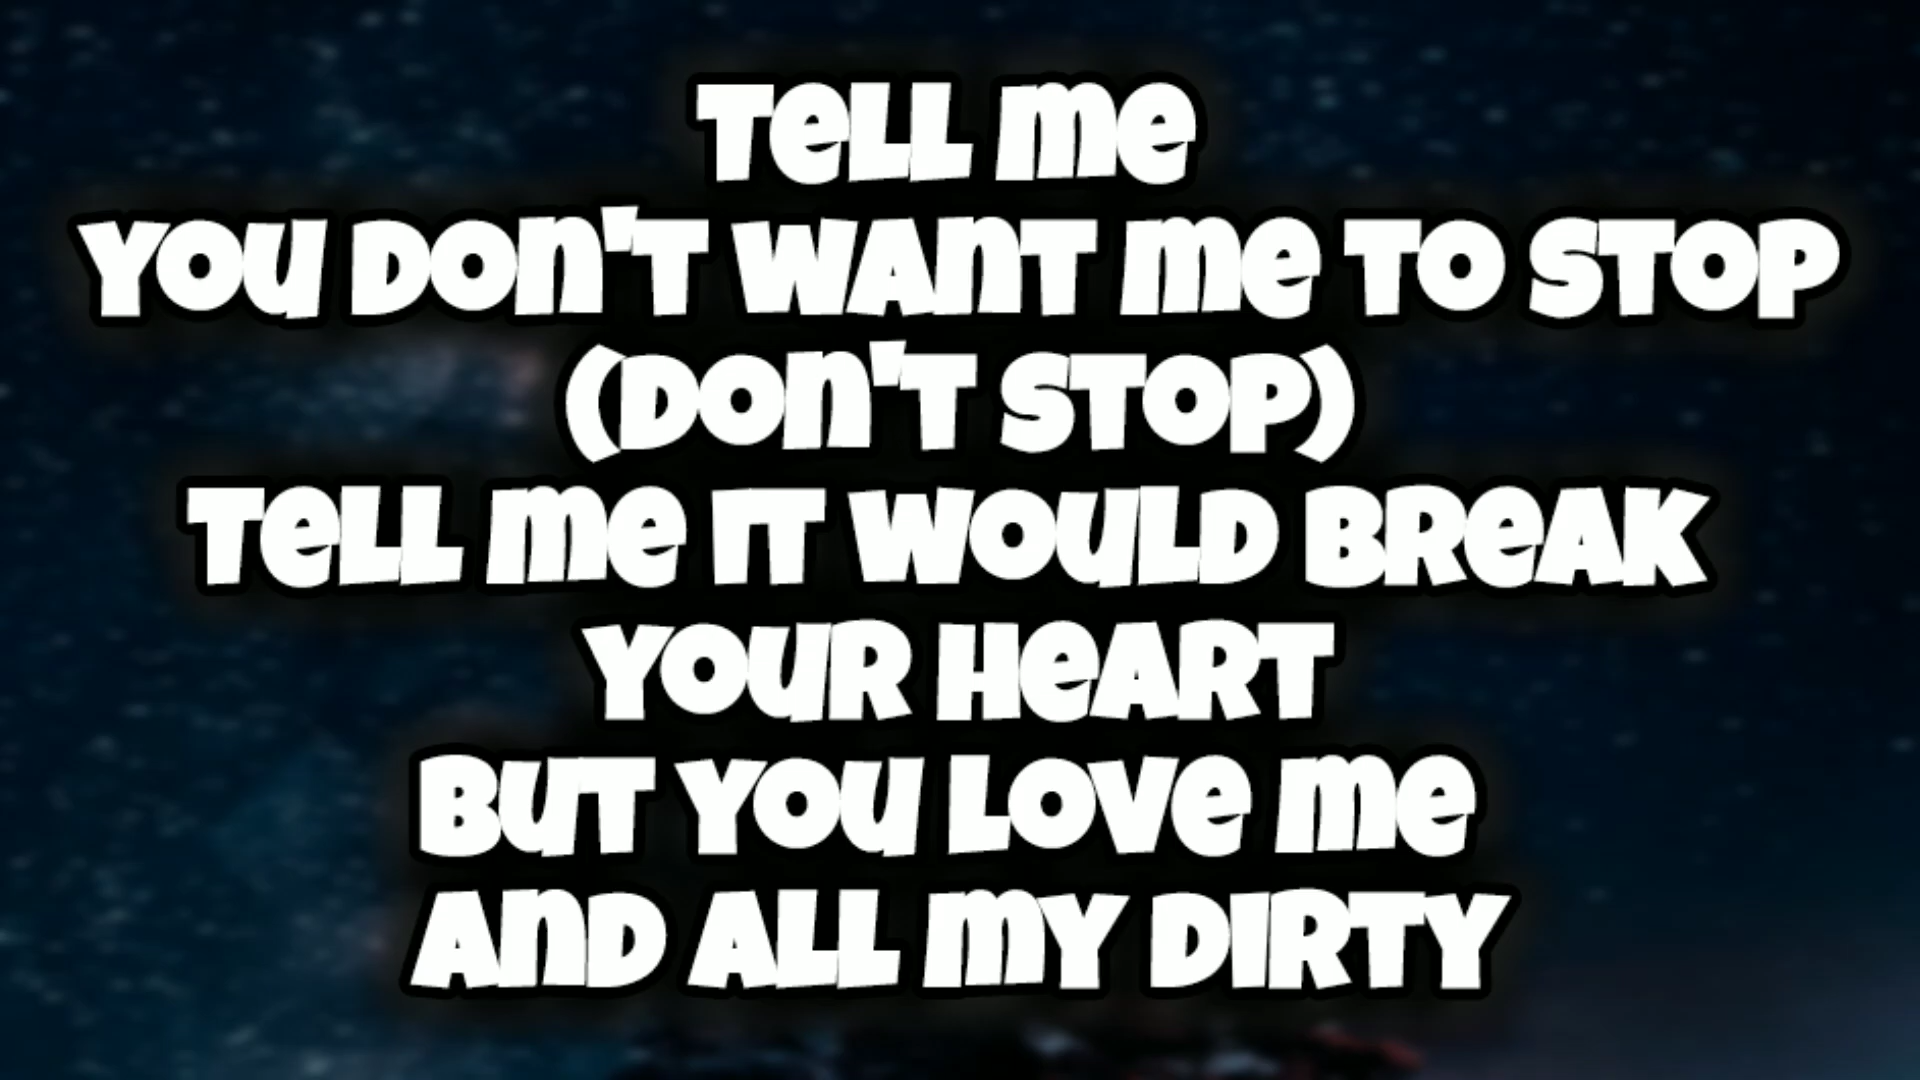 Tell me
You don't want me to stop
(Don't stop)
Tell me it would break
your heart
But you love me
and all my dirty